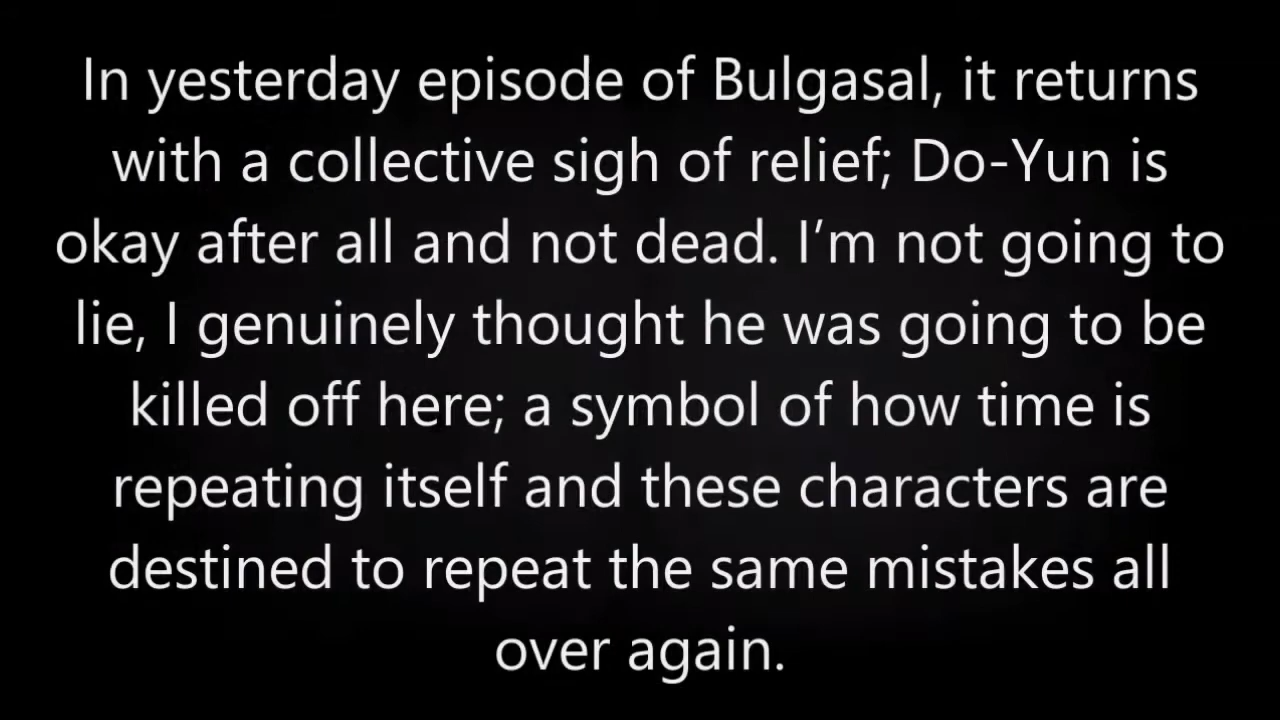 In yesterday episode of Bulgasal, it returns
with a collective sigh of relief; Do-Yun is
okay after all and not dead. I’m not going to
lie, I genuinely thought he was going to be
killed off here; a symbol of how time is
repeating itself and these characters are
destined to repeat the same mistakes all
over again.